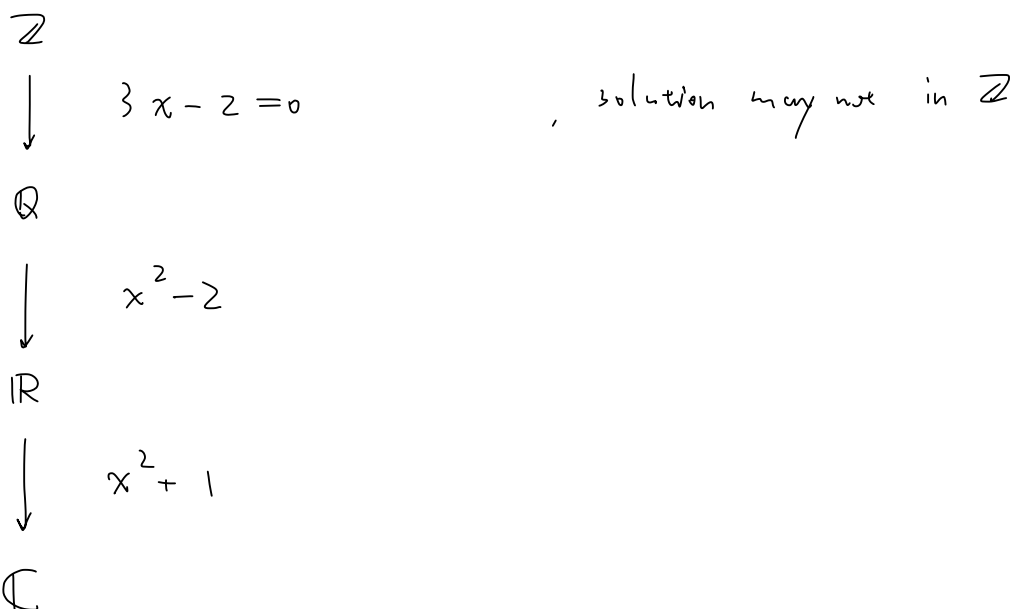 ℤ
↓ 3x - 2 = 0 , solution may not in ℤ
ℚ
↓ x² - 2
ℝ
↓ x² + 1
ℂ